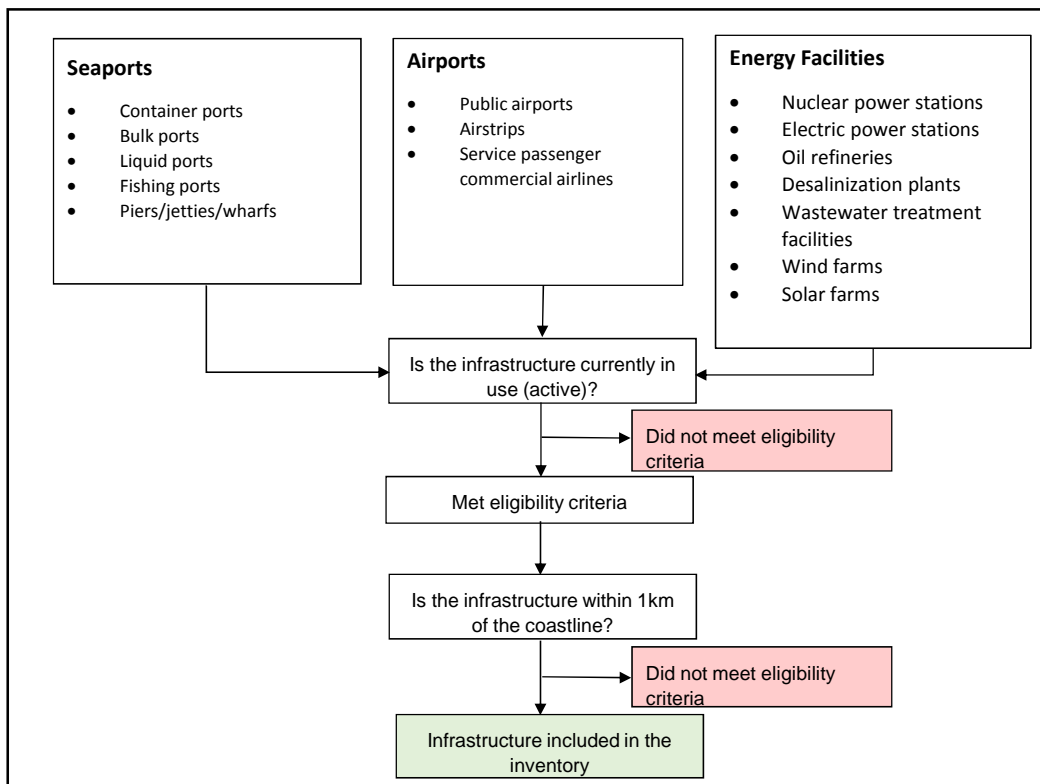 Seaports
• Container ports
• Bulk ports
• Liquid ports
• Fishing ports
• Piers/jetties/wharfs
Airports
• Public airports
• Airstrips
• Service passenger
commercial airlines
Energy Facilities
• Nuclear power stations
• Electric power stations
• Oil refineries
• Desalinization plants
• Wastewater treatment
facilities
• Wind farms
• Solar farms
Is the infrastructure currently in
use (active)?
Did not meet eligibility
criteria
Met eligibility criteria
Is the infrastructure within 1km
of the coastline?
Did not meet eligibility
criteria
Infrastructure included in the
inventory